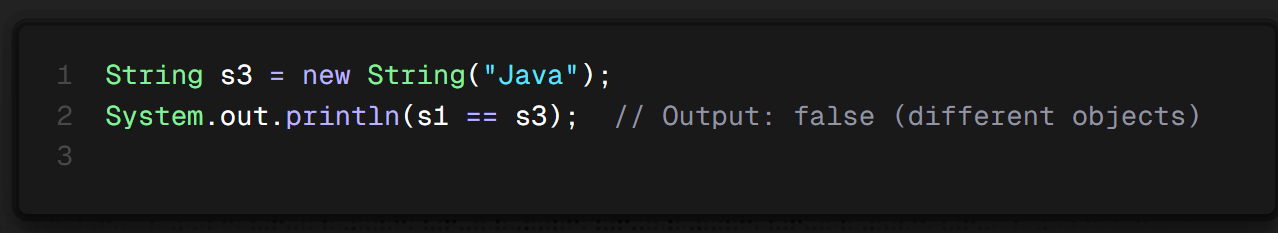 1 String s3 = new String("Java");
2 System.out.println(s1 == s3);  // Output: false (different objects)
3